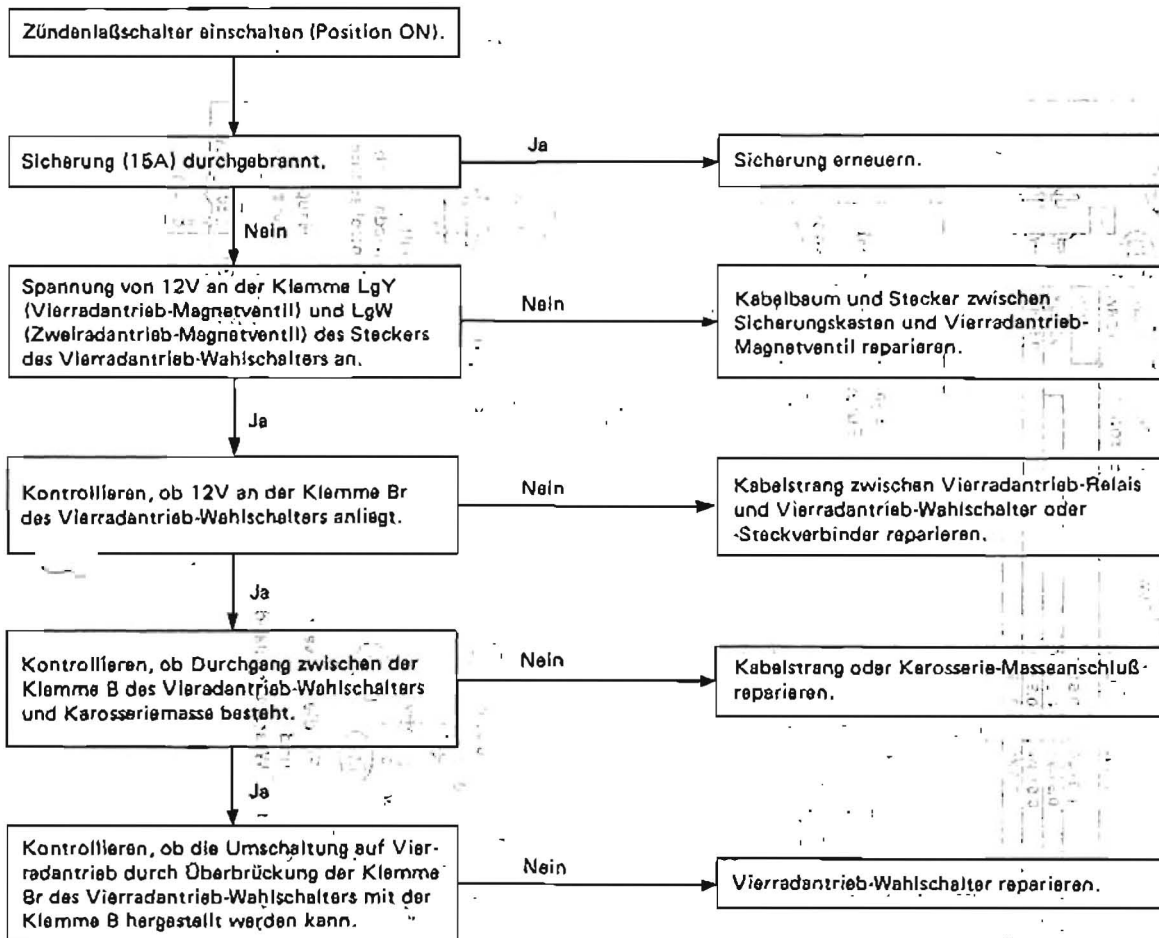 Zündenlaßschalter einschalten (Position ON).
Sicherung (15A) durchgebrannt.
Ja
Sicherung erneuern.
Nein
Spannung von 12V an der Klemme LgY
(Vierradantrieb-Magnetventil) und LgW
(Zweiradantrieb-Magnetventil) des Steckers
des Vierradantrieb-Wahlschalters an.
Nein
Kabelbaum und Stecker zwischen
Sicherungskasten und Vierradantrieb-
Magnetventil reparieren.
Ja
Kontrollieren, ob 12V an der Klemme Br
des Vierradantrieb-Wahlschalters anliegt.
Nein
Kabelstrang zwischen Vierradantrieb-Relais
und Vierradantrieb-Wahlschalter oder
Steckverbinder reparieren.
Ja
Kontrollieren, ob Durchgang zwischen der
Klemme B des Vieradantrieb-Wahlschalters
und Karosseriemasse besteht.
Nein
Kabelstrang oder Karosserie-Masseanschluß
reparieren.
Ja
Kontrollieren, ob die Umschaltung auf Vier-
radantrieb durch Überbrückung der Klemme
Br des Vierradantrieb-Wahlschalters mit der
Klemme B hergestellt werden kann.
Nein
Vierradantrieb-Wahlschalter reparieren.